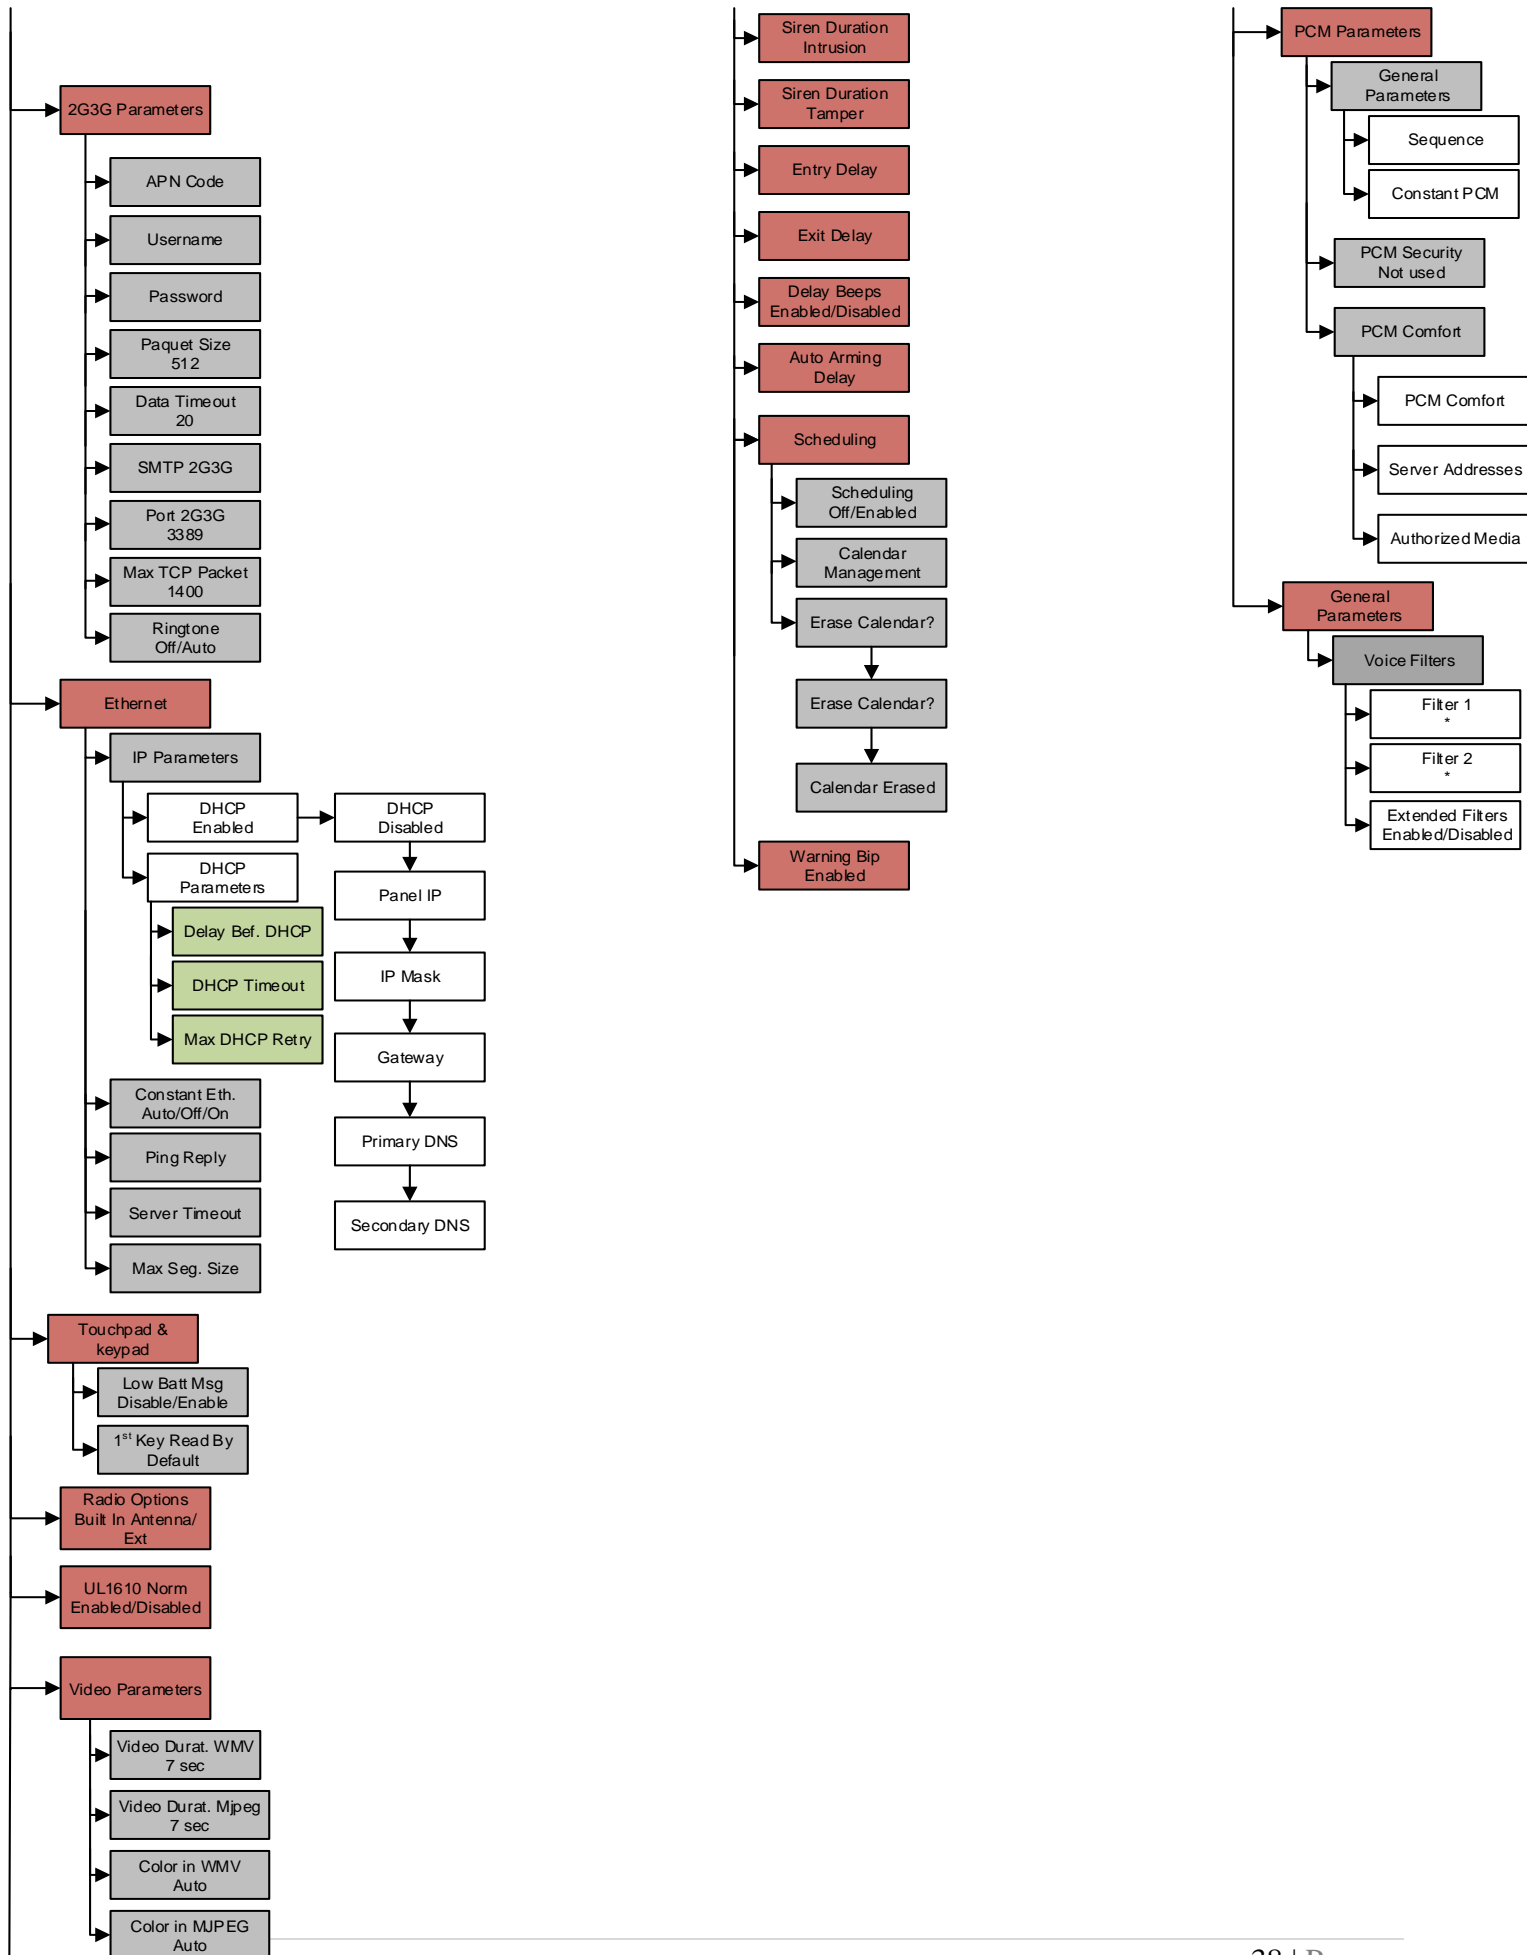 2G3G Parameters
APN Code
Username
Password
Paquet Size
512
Data Timeout
20
SMTP 2G3G
Port 2G3G
3389
Max TCP Packet
1400
Ringtone
Off/Auto
Ethernet
IP Parameters
DHCP
Enabled
DHCP
Disabled
DHCP
Parameters
Panel IP
Delay Bef. DHCP
DHCP Timeout
IP Mask
Max DHCP Retry
Gateway
Constant Eth.
Auto/Off/On
Primary DNS
Ping Reply
Server Timeout
Secondary DNS
Max Seg. Size
Touchpad &
keypad
Low Batt Msg
Disable/Enable
1st Key Read By
Default
Radio Options
Built In Antenna/
Ext
UL1610 Norm
Enabled/Disabled
Video Parameters
Video Durat. WMV
7 sec
Video Durat. Mjpeg
7 sec
Color in WMV
Auto
Color in MJPEG
Auto
Siren Duration
Intrusion
Siren Duration
Tamper
Entry Delay
Exit Delay
Delay Beeps
Enabled/Disabled
Auto Arming
Delay
Scheduling
Scheduling
Off/Enabled
Calendar
Management
Erase Calendar?
Erase Calendar?
Calendar Erased
Warning Bip
Enabled
PCM Parameters
General
Parameters
Sequence
Constant PCM
PCM Security
Not used
PCM Comfort
PCM Comfort
Server Addresses
Authorized Media
General
Parameters
Voice Filters
Filter 1
*
Filter 2
*
Extended Filters
Enabled/Disabled